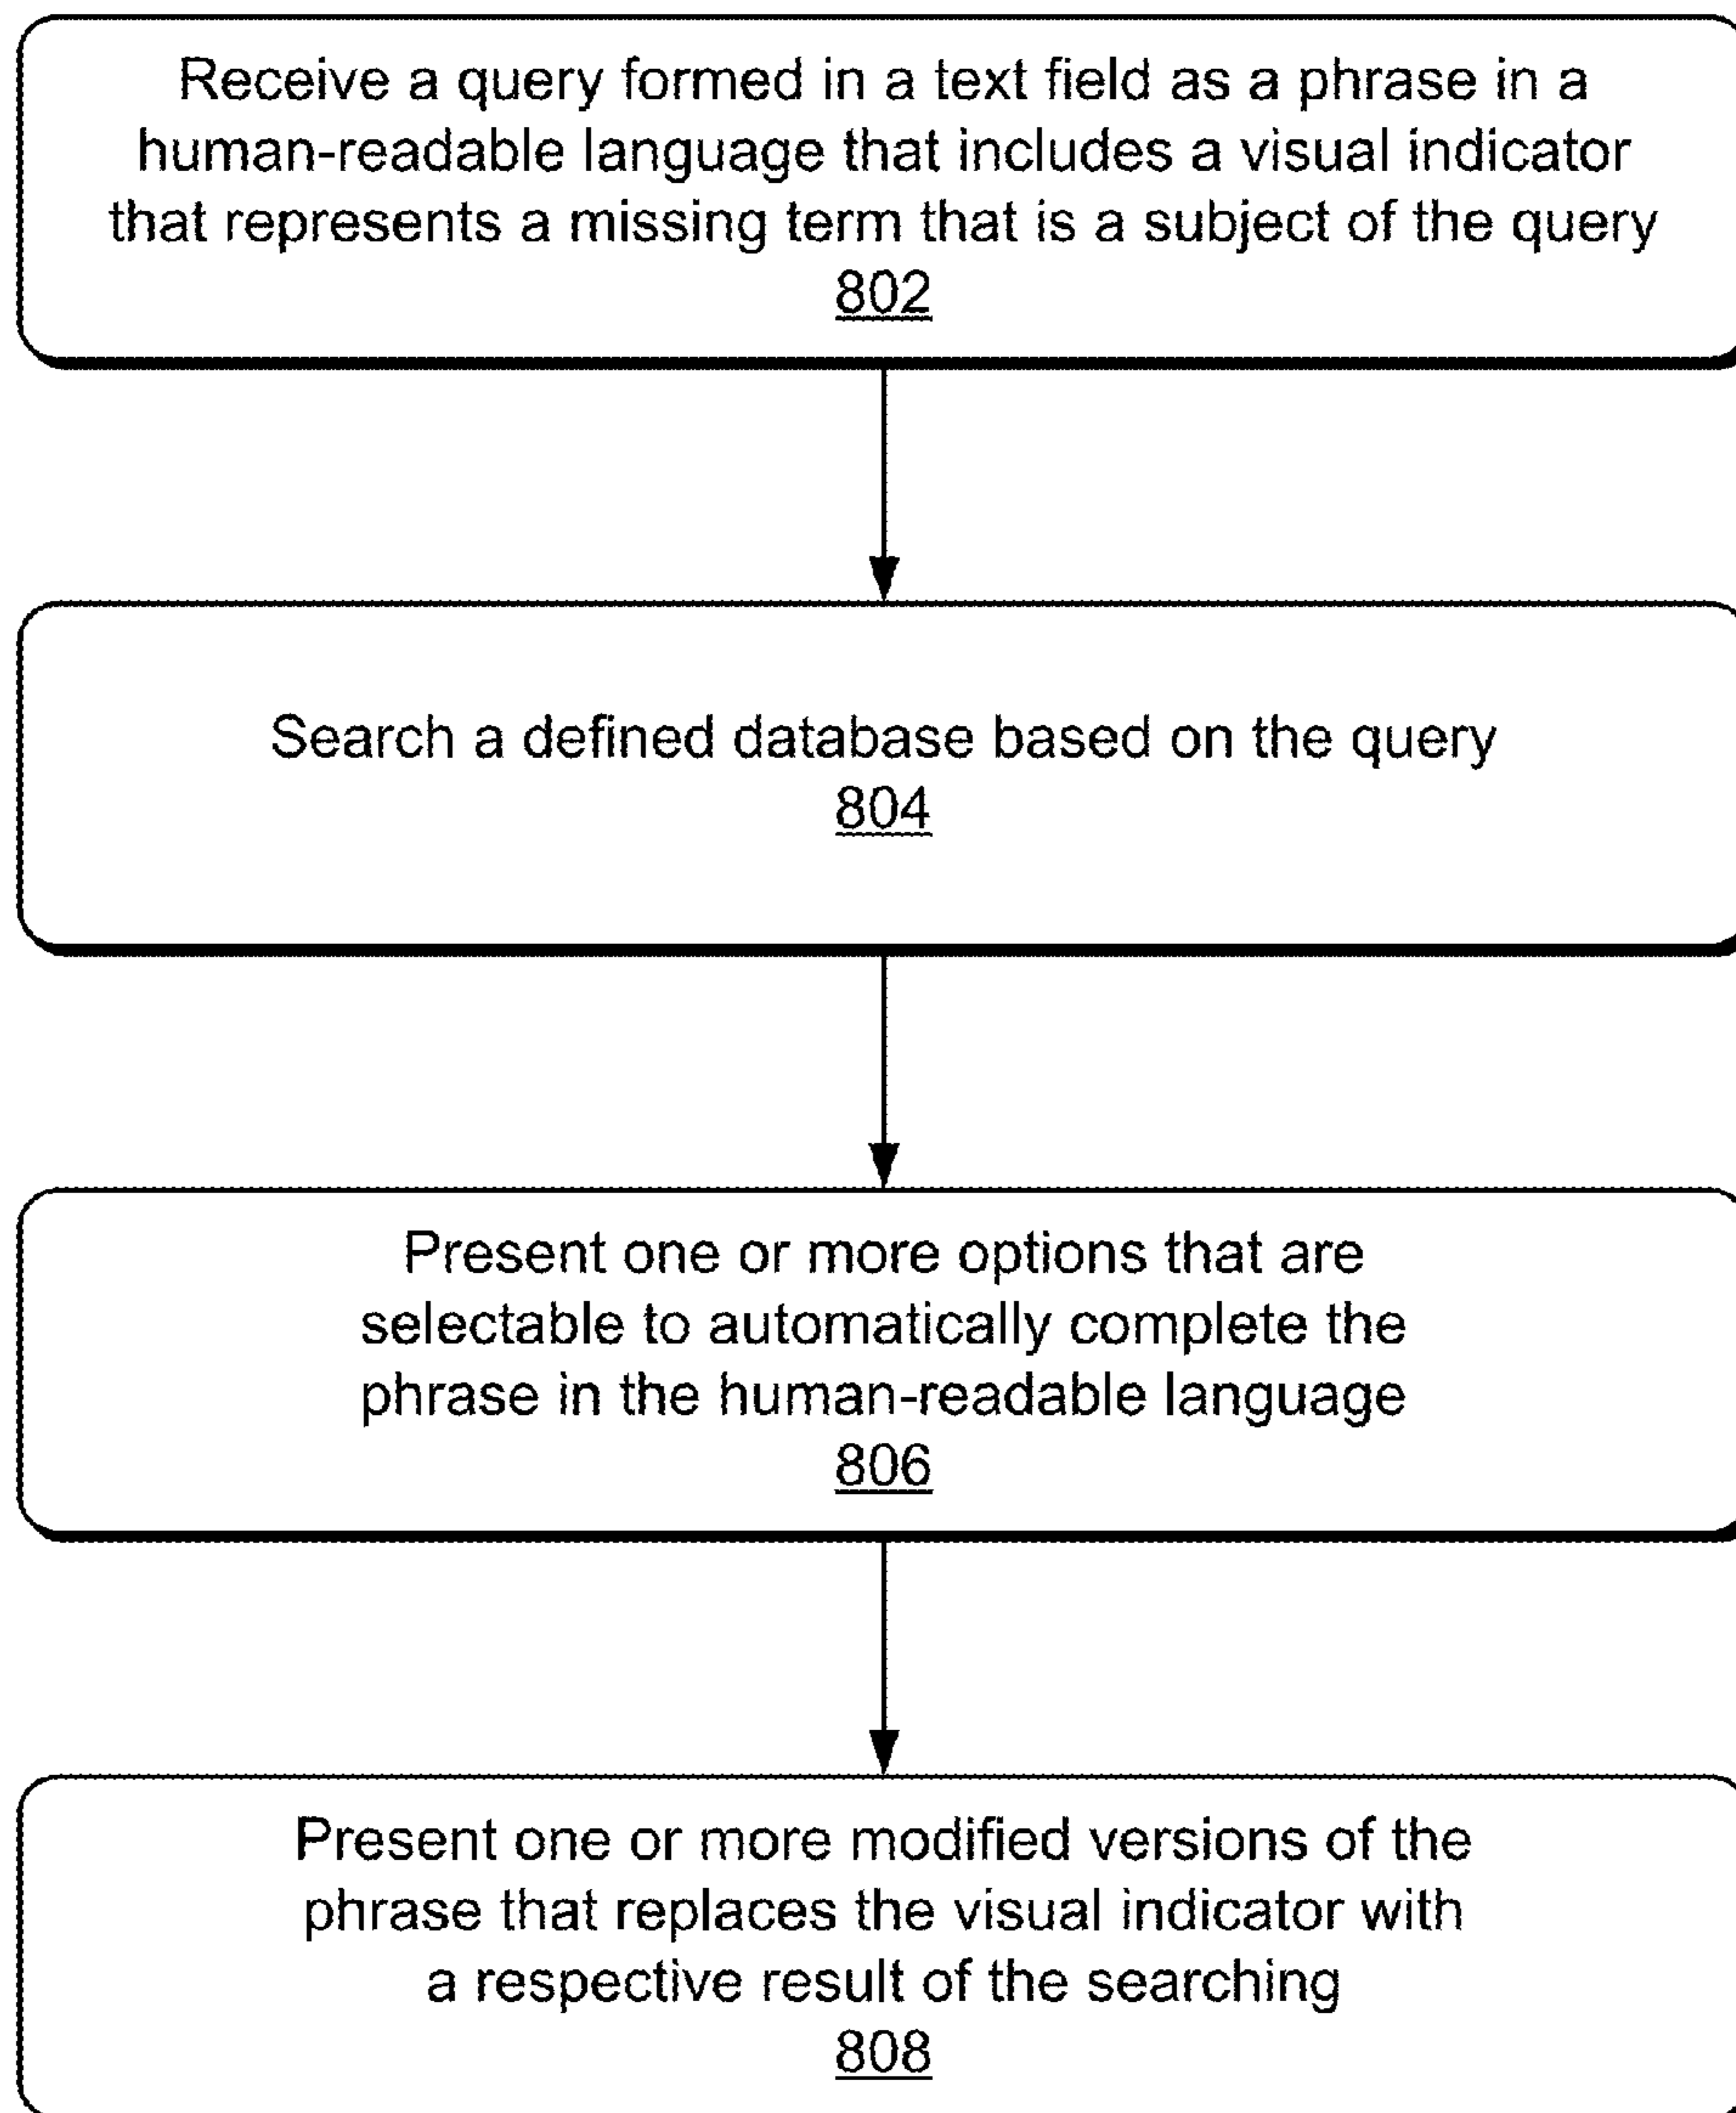 Receive a query formed in a text field as a phrase in a
human-readable language that includes a visual indicator
that represents a missing term that is a subject of the query
802
Search a defined database based on the query
804
Present one or more options that are
selectable to automatically complete the
phrase in the human-readable language
806
Present one or more modified versions of the
phrase that replaces the visual indicator with
a respective result of the searching
808